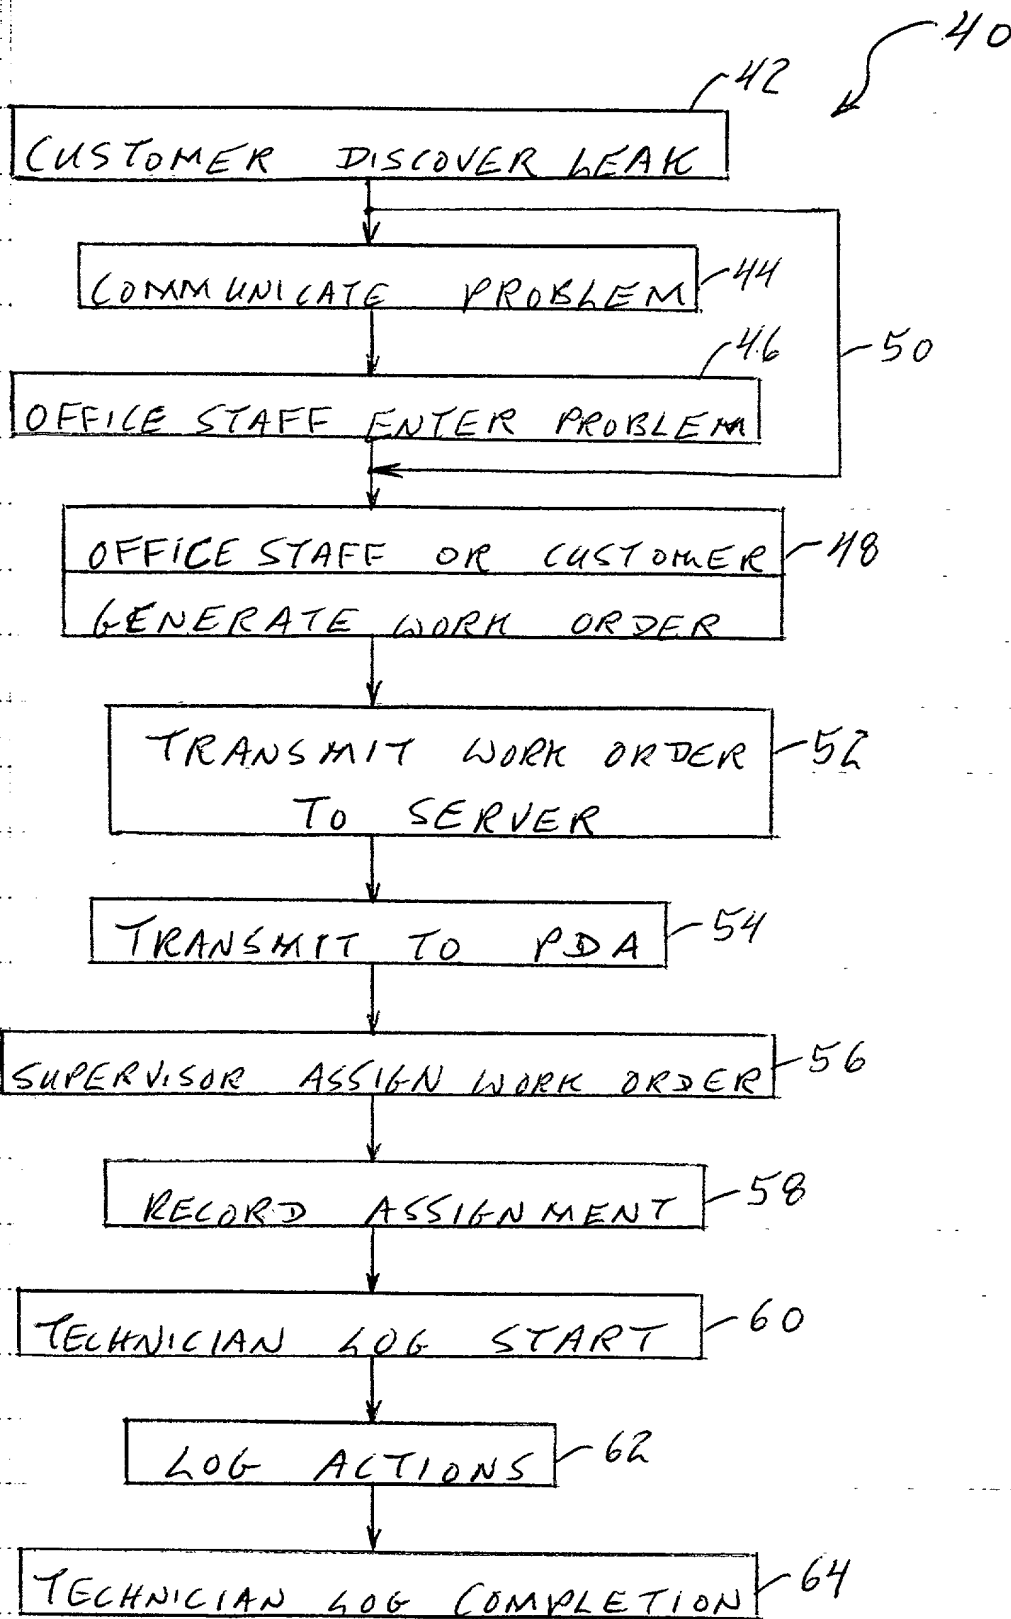 40
42
CUSTOMER DISCOVER LEAK
COMMUNICATE PROBLEM
44
46
50
OFFICE STAFF ENTER PROBLEM
OFFICE STAFF OR CUSTOMER
48
GENERATE WORK ORDER
TRANSMIT WORK ORDER
52
TO SERVER
TRANSMIT TO PDA
54
SUPERVISOR ASSIGN WORK ORDER
56
RECORD ASSIGNMENT
58
TECHNICIAN LOG START
60
LOG ACTIONS
62
TECHNICIAN LOG COMPLETION
64